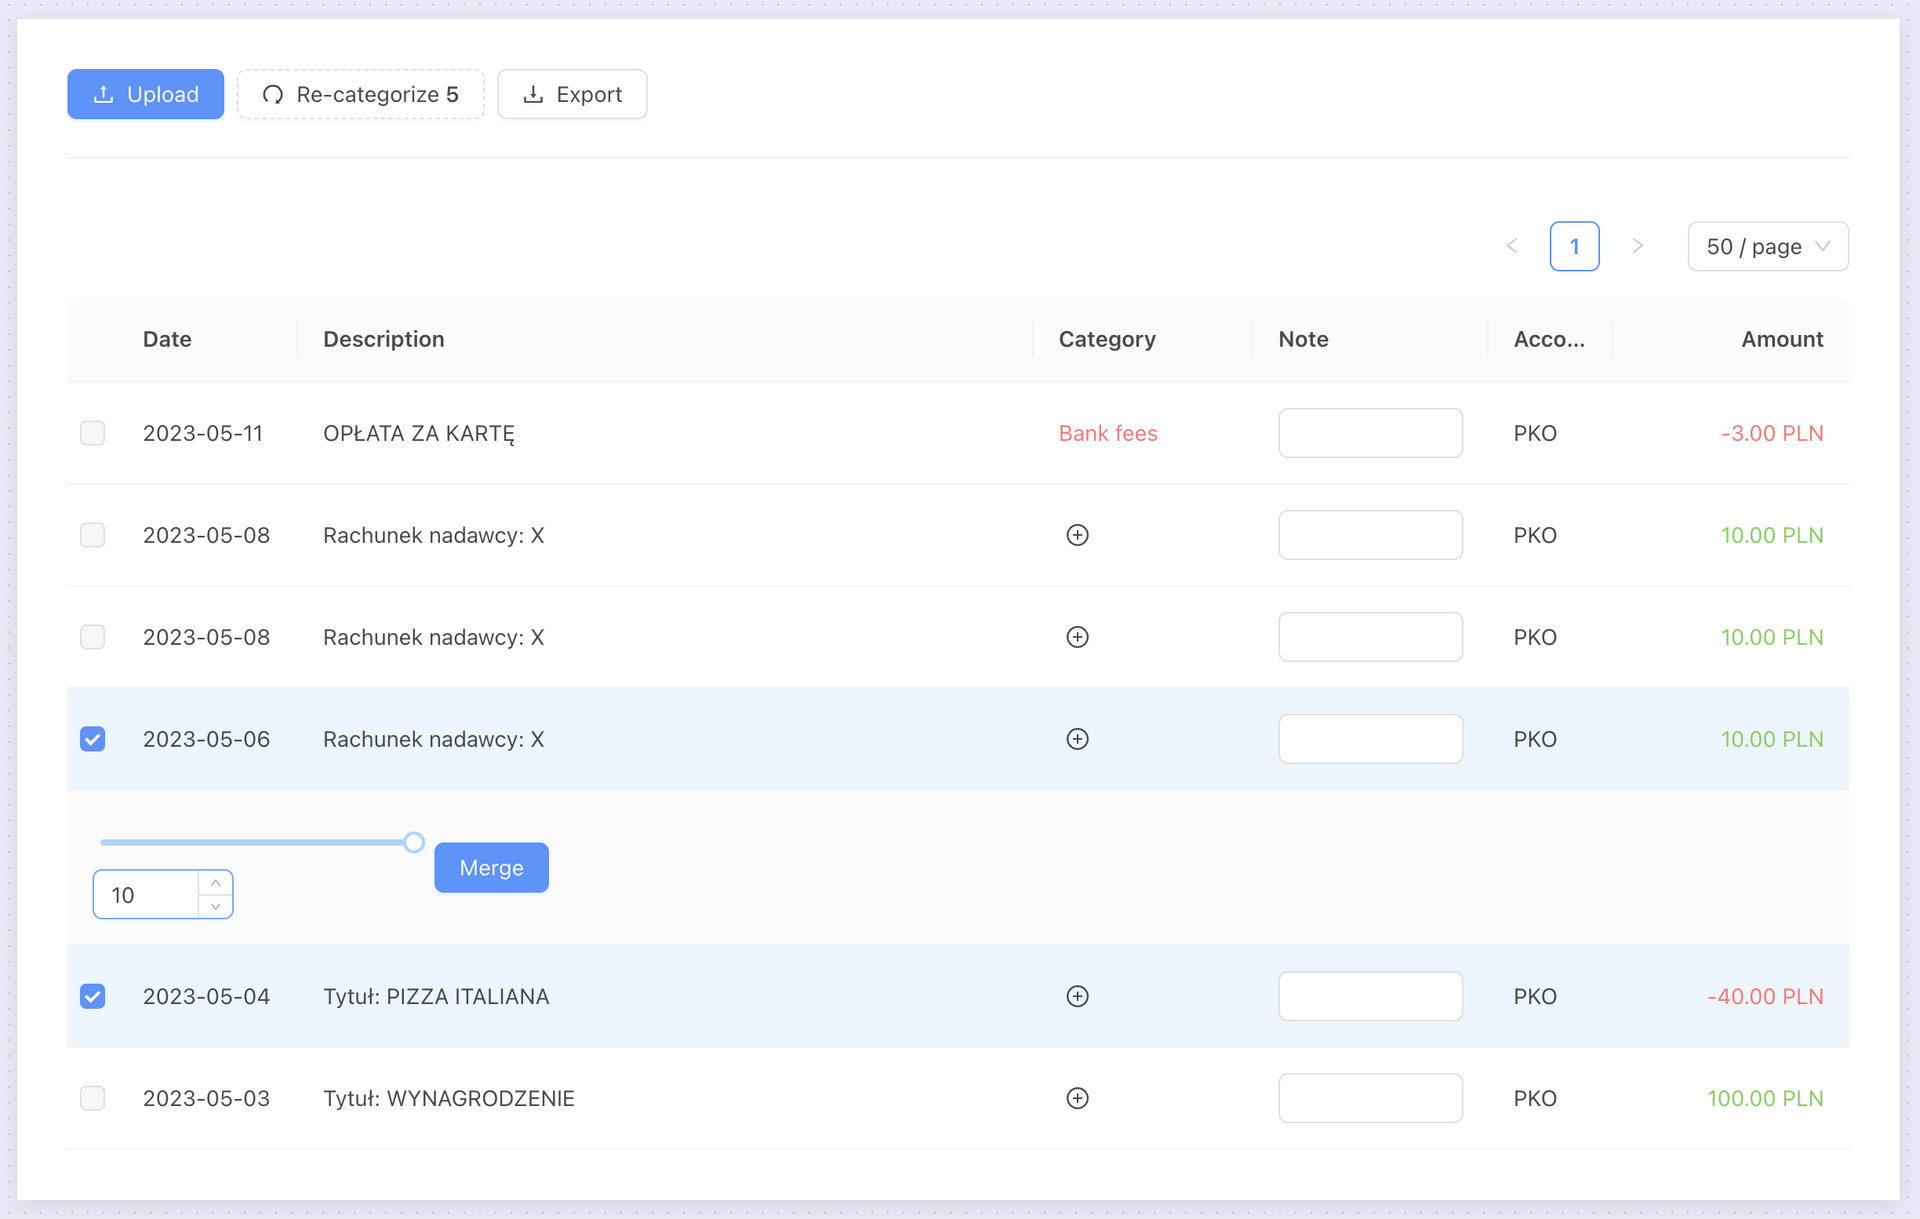 Upload Re-categorize 5 Export
1 50 / page
Date Description Category Note Acco... Amount
2023-05-11 OPŁATA ZA KARTĘ Bank fees PKO -3.00 PLN
2023-05-08 Rachunek nadawcy: X PKO 10.00 PLN
2023-05-08 Rachunek nadawcy: X PKO 10.00 PLN
2023-05-06 Rachunek nadawcy: X PKO 10.00 PLN
Merge
10
2023-05-04 Tytuł: PIZZA ITALIANA PKO -40.00 PLN
2023-05-03 Tytuł: WYNAGRODZENIE PKO 100.00 PLN